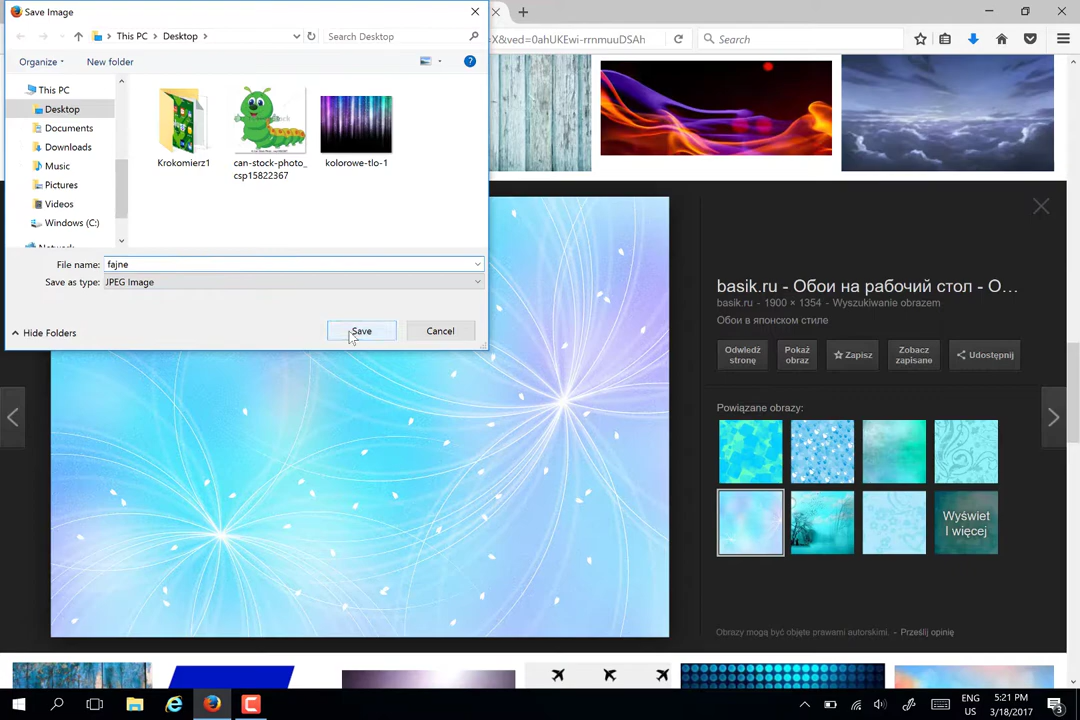 Save Image
This PC > Desktop >
Search Desktop
X&ved=0ahUKEwi-rrnmuuDSAh
Search
Organize
New folder
This PC
Desktop
Documents
Downloads
Music
Pictures
Videos
Windows (C:)
Network
Krokomierz1
can-stock-photo_
csp15822367
kolorowe-tlo-1
File name: fajne
Save as type: JPEG Image
Hide Folders
Save
Cancel
basik.ru - Обои на рабочий стол - О...
basik.ru - 1900 × 1354 - Wyszukiwanie obrazem
Обои в японском стиле
Odwiedź
stronę
Pokaż
obraz
Zapisz
Zobacz
zapisane
Udostępnij
Powiązane obrazy:
Wyświet
l więcej
Obrazy mogą być objęte prawami autorskimi. - Prześlij opinię
ENG
US
5:21 PM
3/18/2017
3